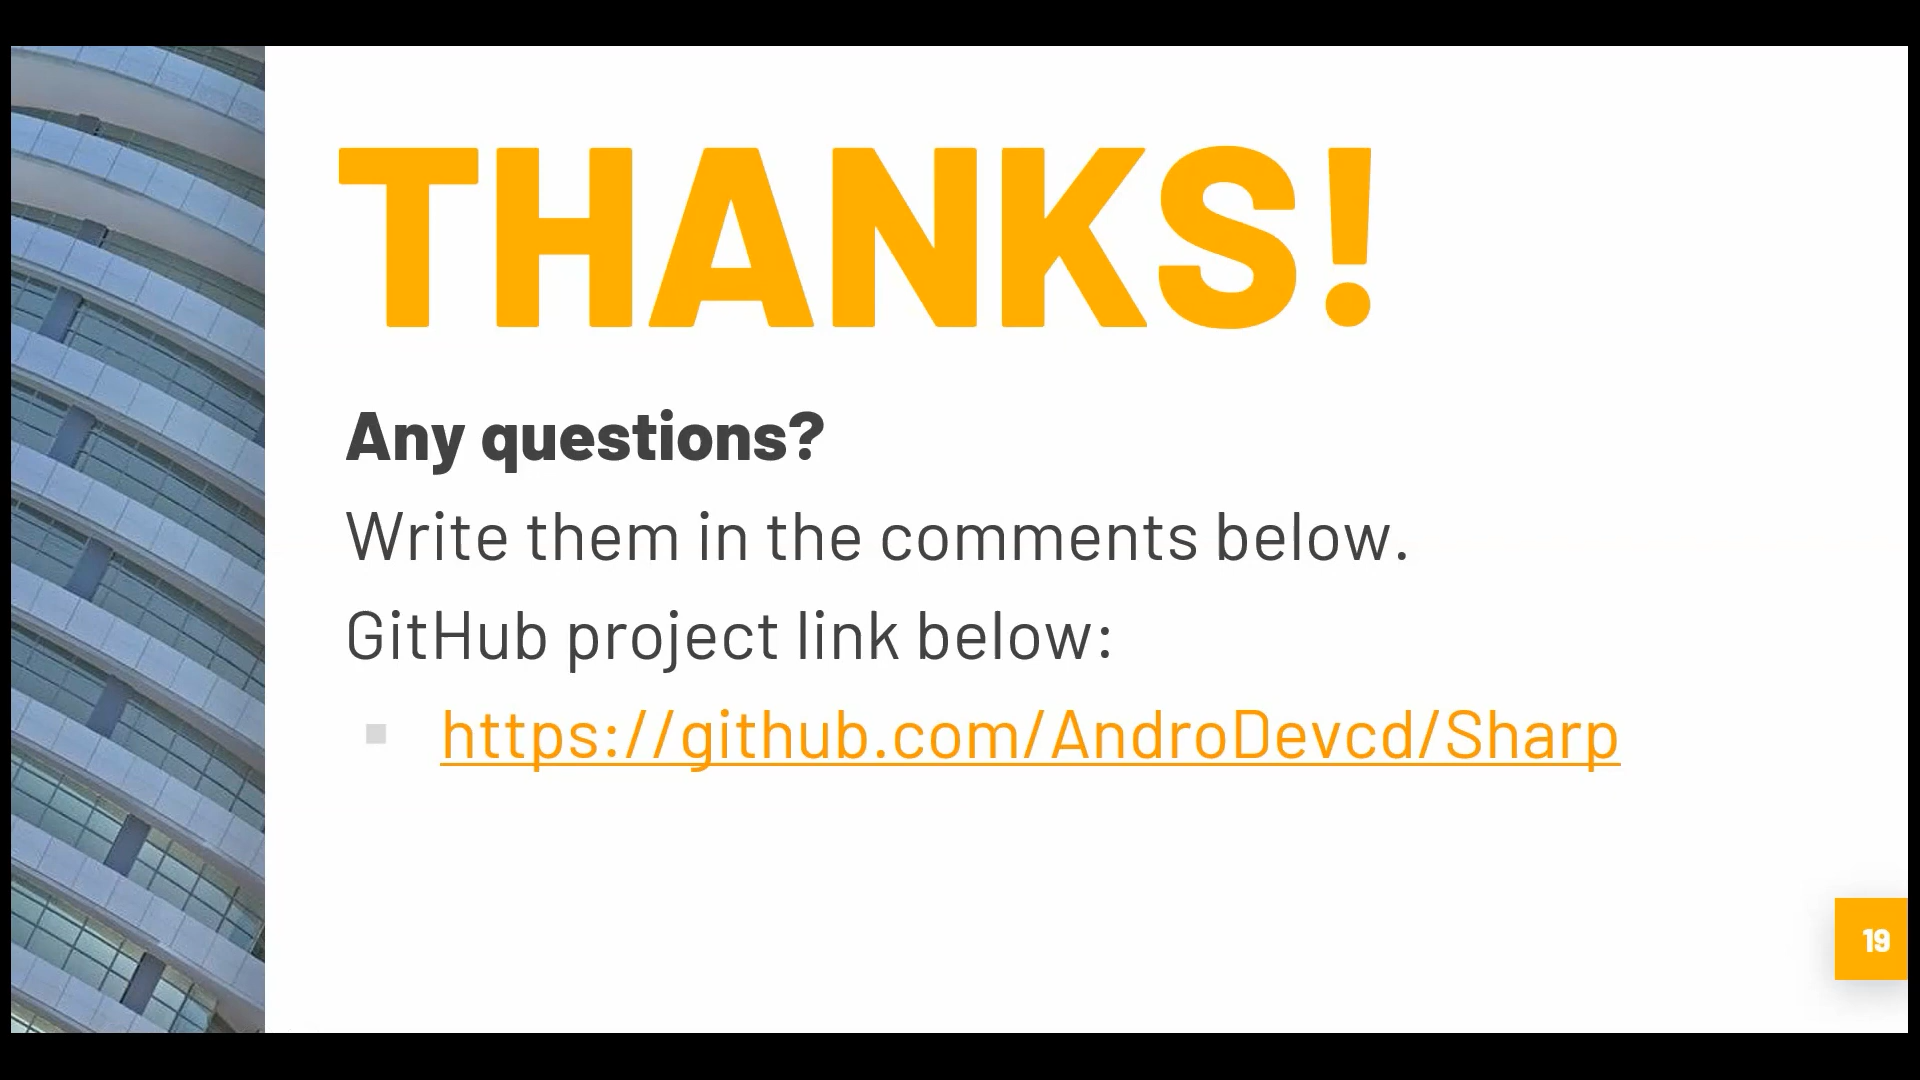 THANKS!
Any questions?
Write them in the comments below.
GitHub project link below:
https://github.com/AndroDevcd/Sharp
19